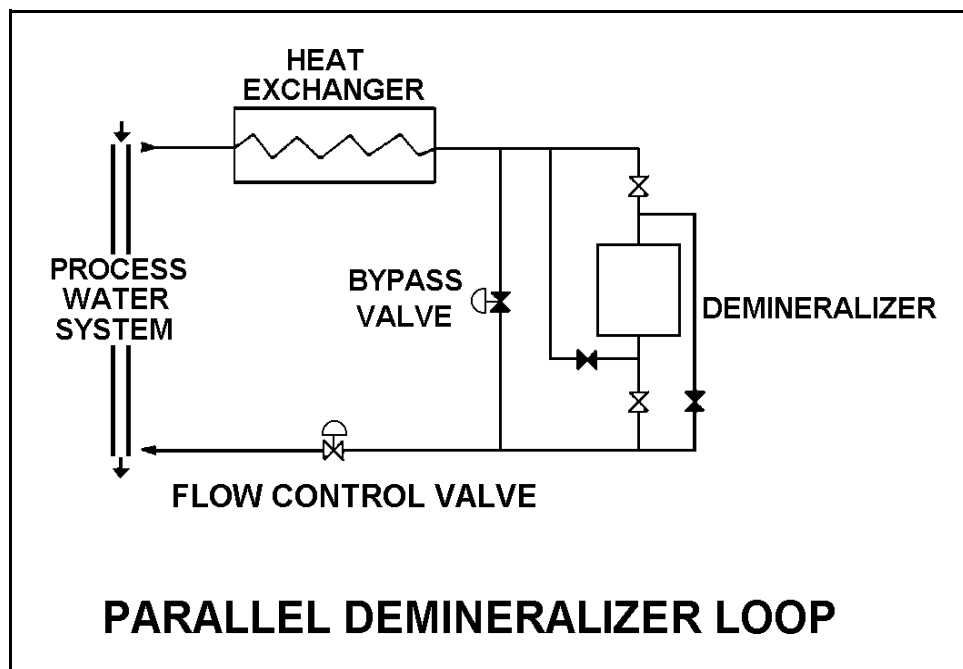 HEAT
EXCHANGER
PROCESS
WATER
SYSTEM
BYPASS
VALVE
DEMINERALIZER
FLOW CONTROL VALVE
PARALLEL DEMINERALIZER LOOP